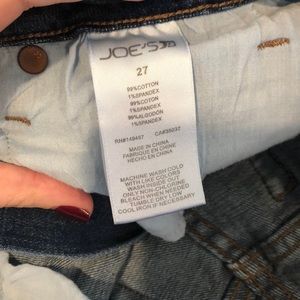 JOE'S
27
99%COTTON
1%SPANDEX
99%COTON
1%SPANDEX
99%ALGODÓN
1%SPANDEX
RN#149457 CA#38037
MADE IN CHINA
FABRIQUE EN CHINE
HECHO EN CHINA
MACHINE WASH COLD
WITH LIKE COLORS
WASH INSIDE OUT
ONLY NON-CHLORINE
BLEACH WHEN NEEDED
TUMBLE DRY LOW
COOL IRON IF NECESSARY